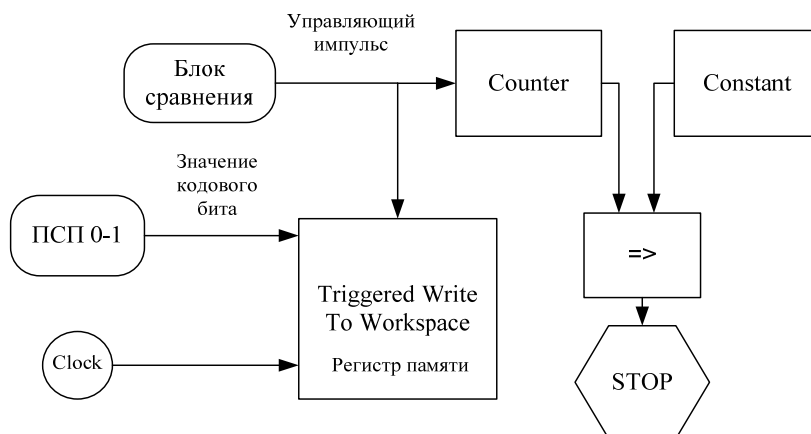 Управляющий
импульс
Блок
сравнения
Counter
Constant
Значение
кодового
бита
ПСП 0-1
=>
Triggered Write
To Workspace
Регистр памяти
Clock
STOP